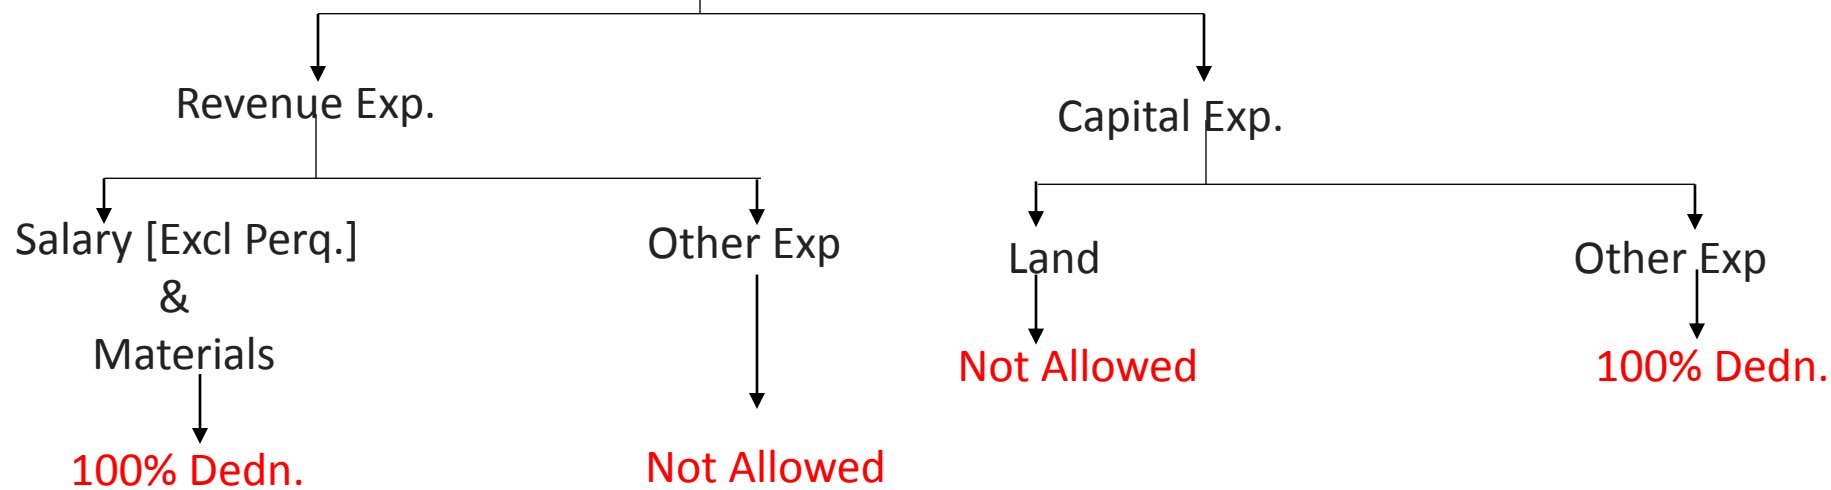 Revenue Exp.
Capital Exp.
Salary [Excl Perq.]
&
Materials
Other Exp
Land
Other Exp
100% Dedn.
Not Allowed
Not Allowed
100% Dedn.